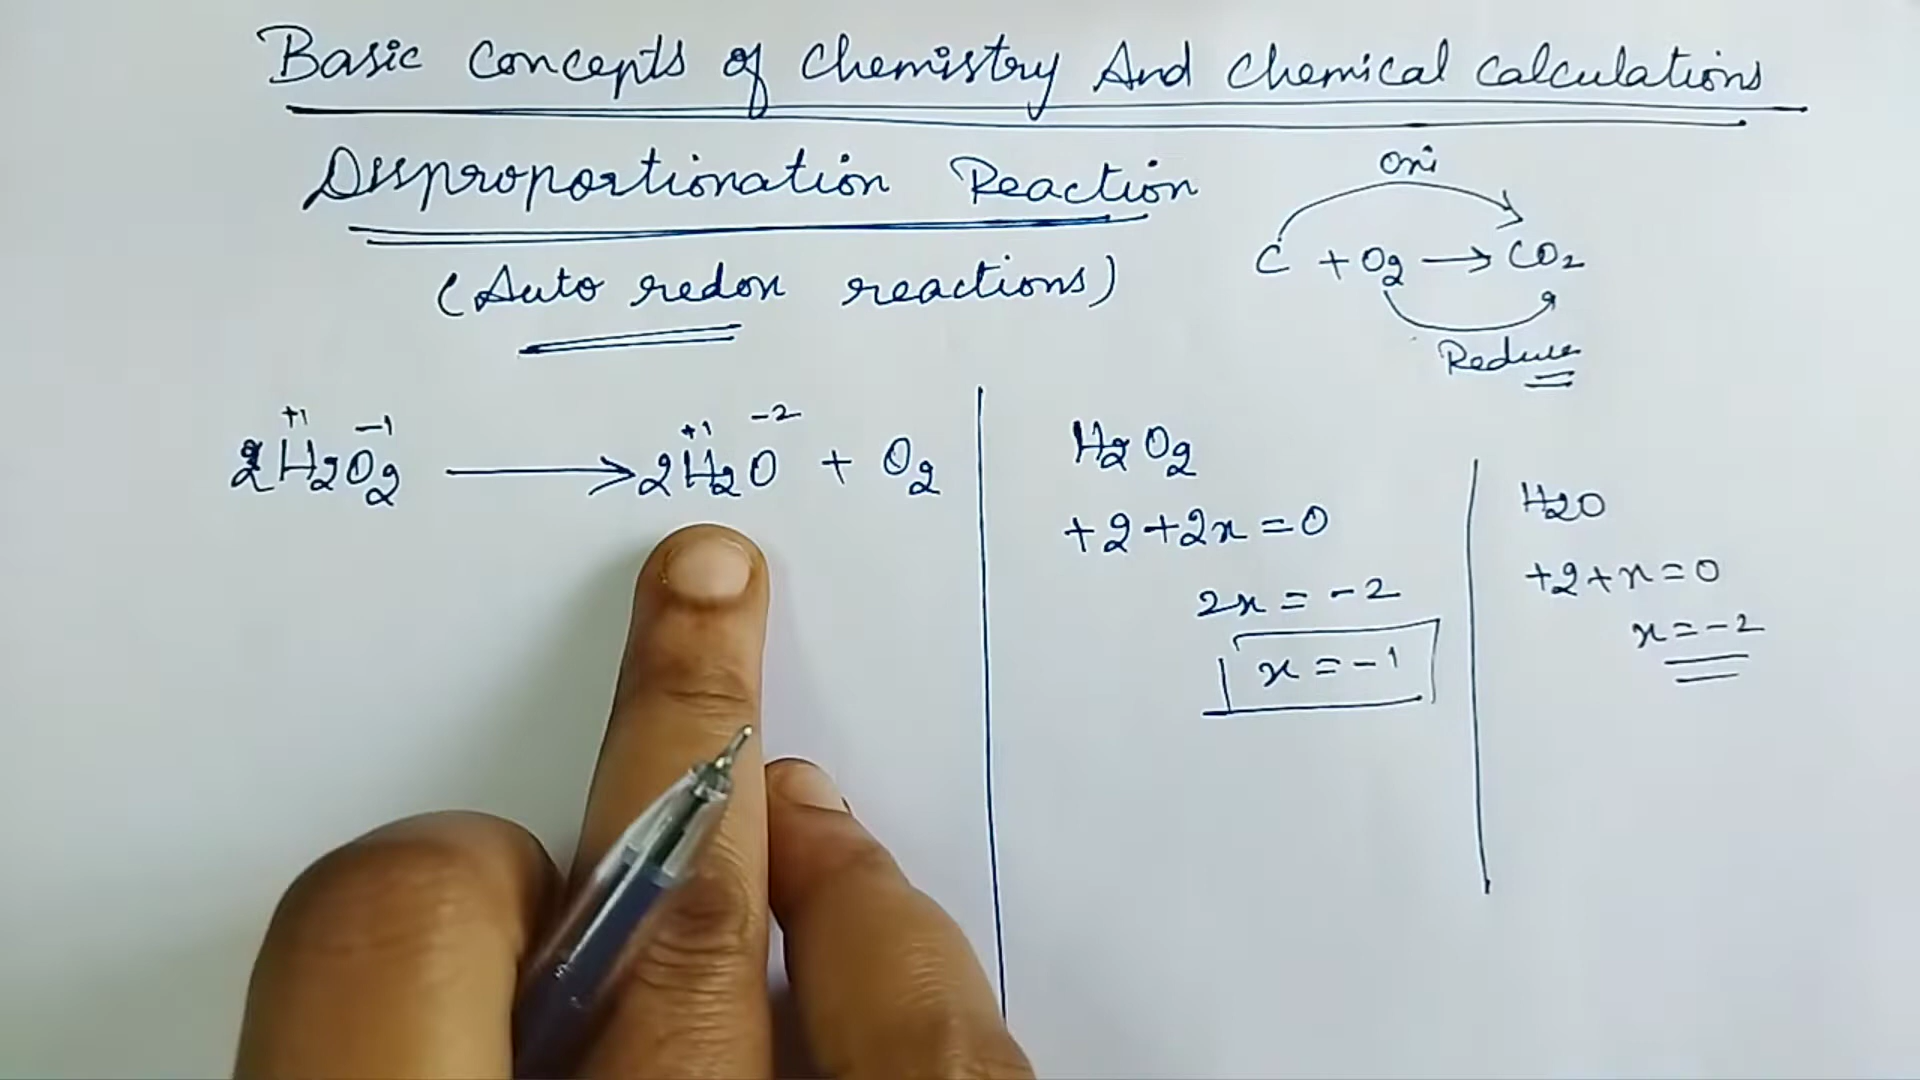 Basic Concepts of Chemistry And Chemical Calculations
Disproportionation Reaction
(Auto redox reactions)
Oxi
C + O2 → CO2
Reduce
+1 -1 +1 -2
2H2O2 → 2H2O + O2
H2O2
+2+2x=0
2x=-2
x=-1
H2O
+2+x=0
x=-2